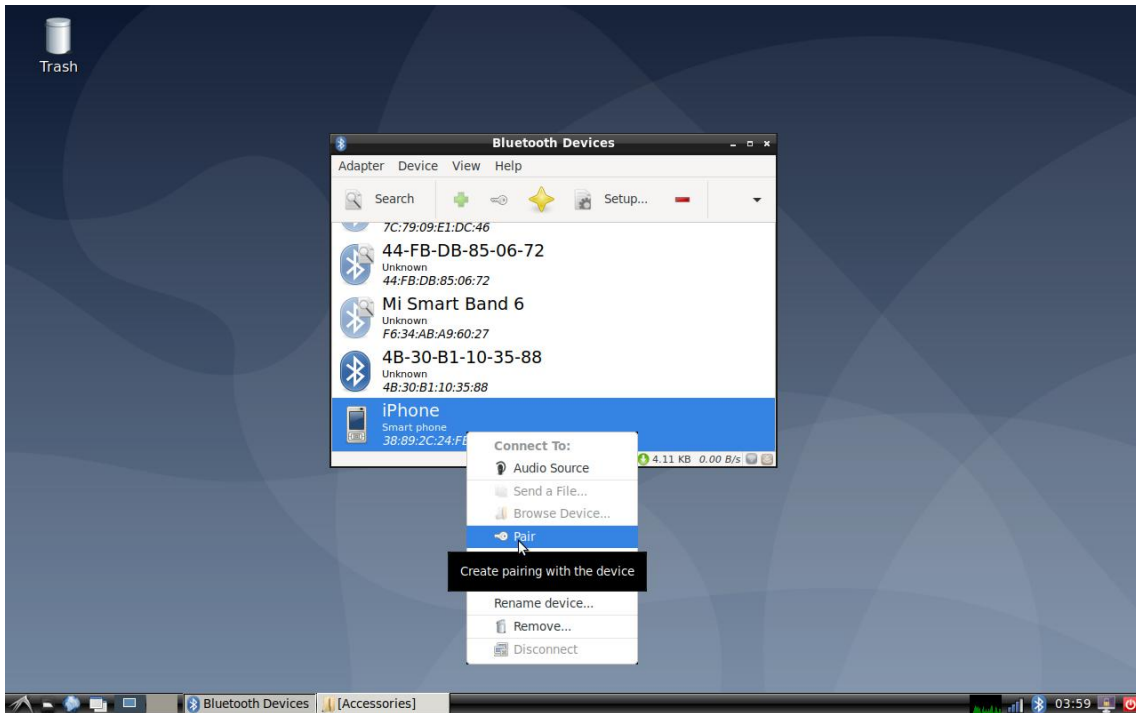 Trash
Bluetooth Devices
Adapter Device View Help
Search Setup...
7C:79:09:E1:DC:46
44-FB-DB-85-06-72
Unknown
44:FB:DB:85:06:72
Mi Smart Band 6
Unknown
F6:34:AB:A9:60:27
4B-30-B1-10-35-88
Unknown
4B:30:B1:10:35:88
iPhone
Smart phone
38:89:2C:24:
4.11 KB 0.00 B/s
Connect To:
Audio Source
Send a File...
Browse Device...
Pair
Create pairing with the device
Rename device...
Remove...
Disconnect
Bluetooth Devices [Accessories] 03:59